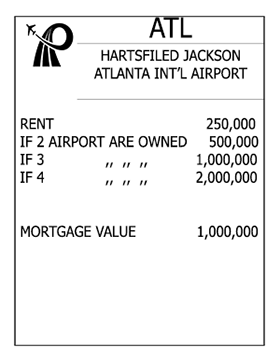 ATL
HARTSFILED JACKSON
ATLANTA INT'L AIRPORT
RENT 250,000
IF 2 AIRPORT ARE OWNED 500,000
IF 3 ,, ,, ,, 1,000,000
IF 4 ,, ,, ,, 2,000,000
MORTGAGE VALUE 1,000,000